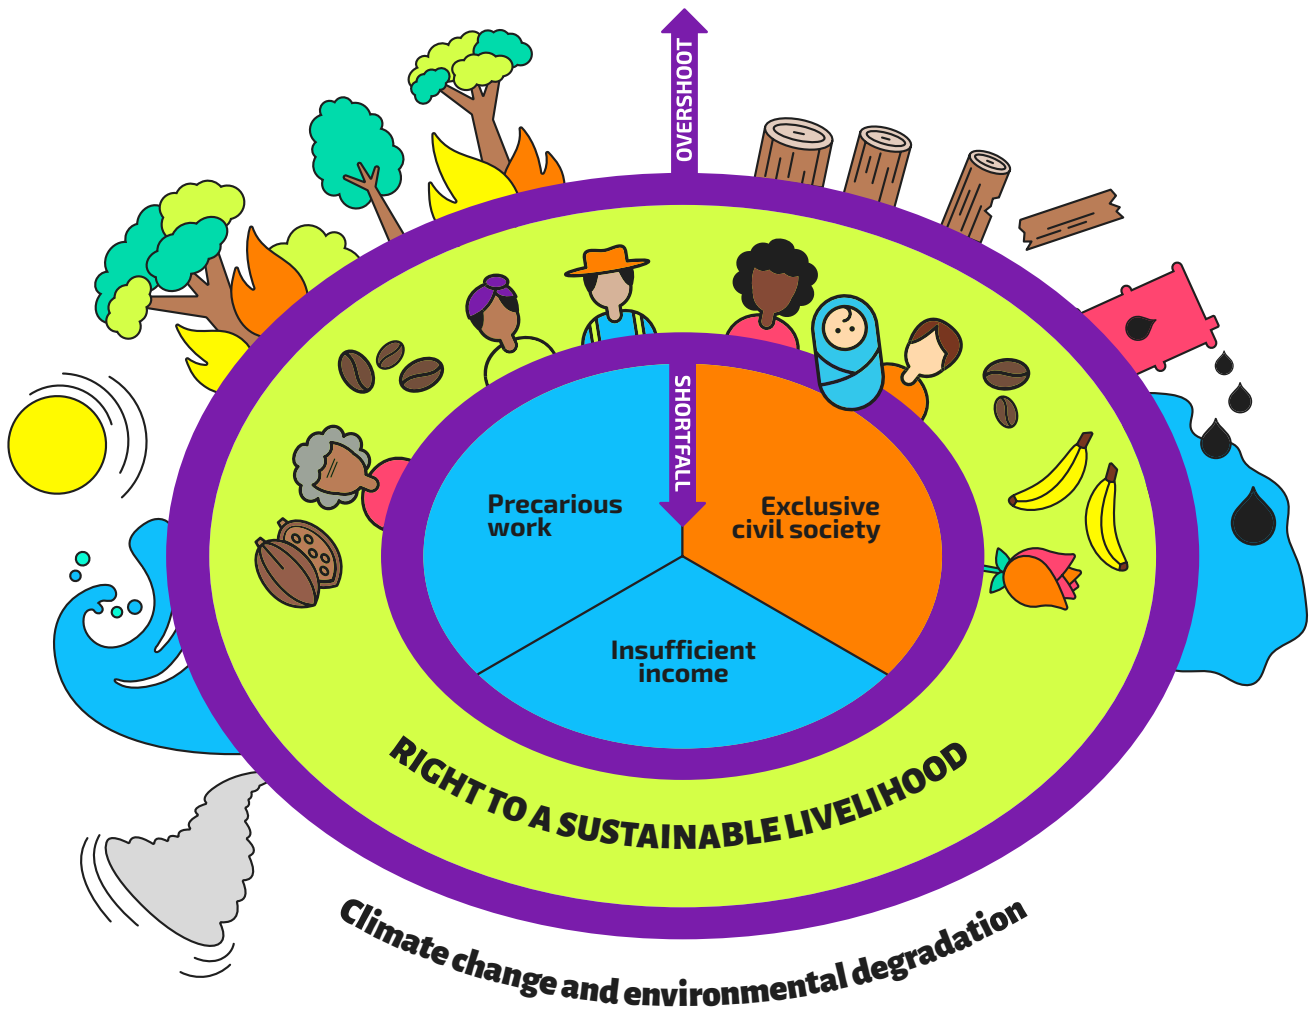 OVERSHOOT
SHORTFALL
Precarious
work
Exclusive
civil society
Insufficient
income
RIGHT TO A SUSTAINABLE LIVELIHOOD
Climate change and environmental degradation